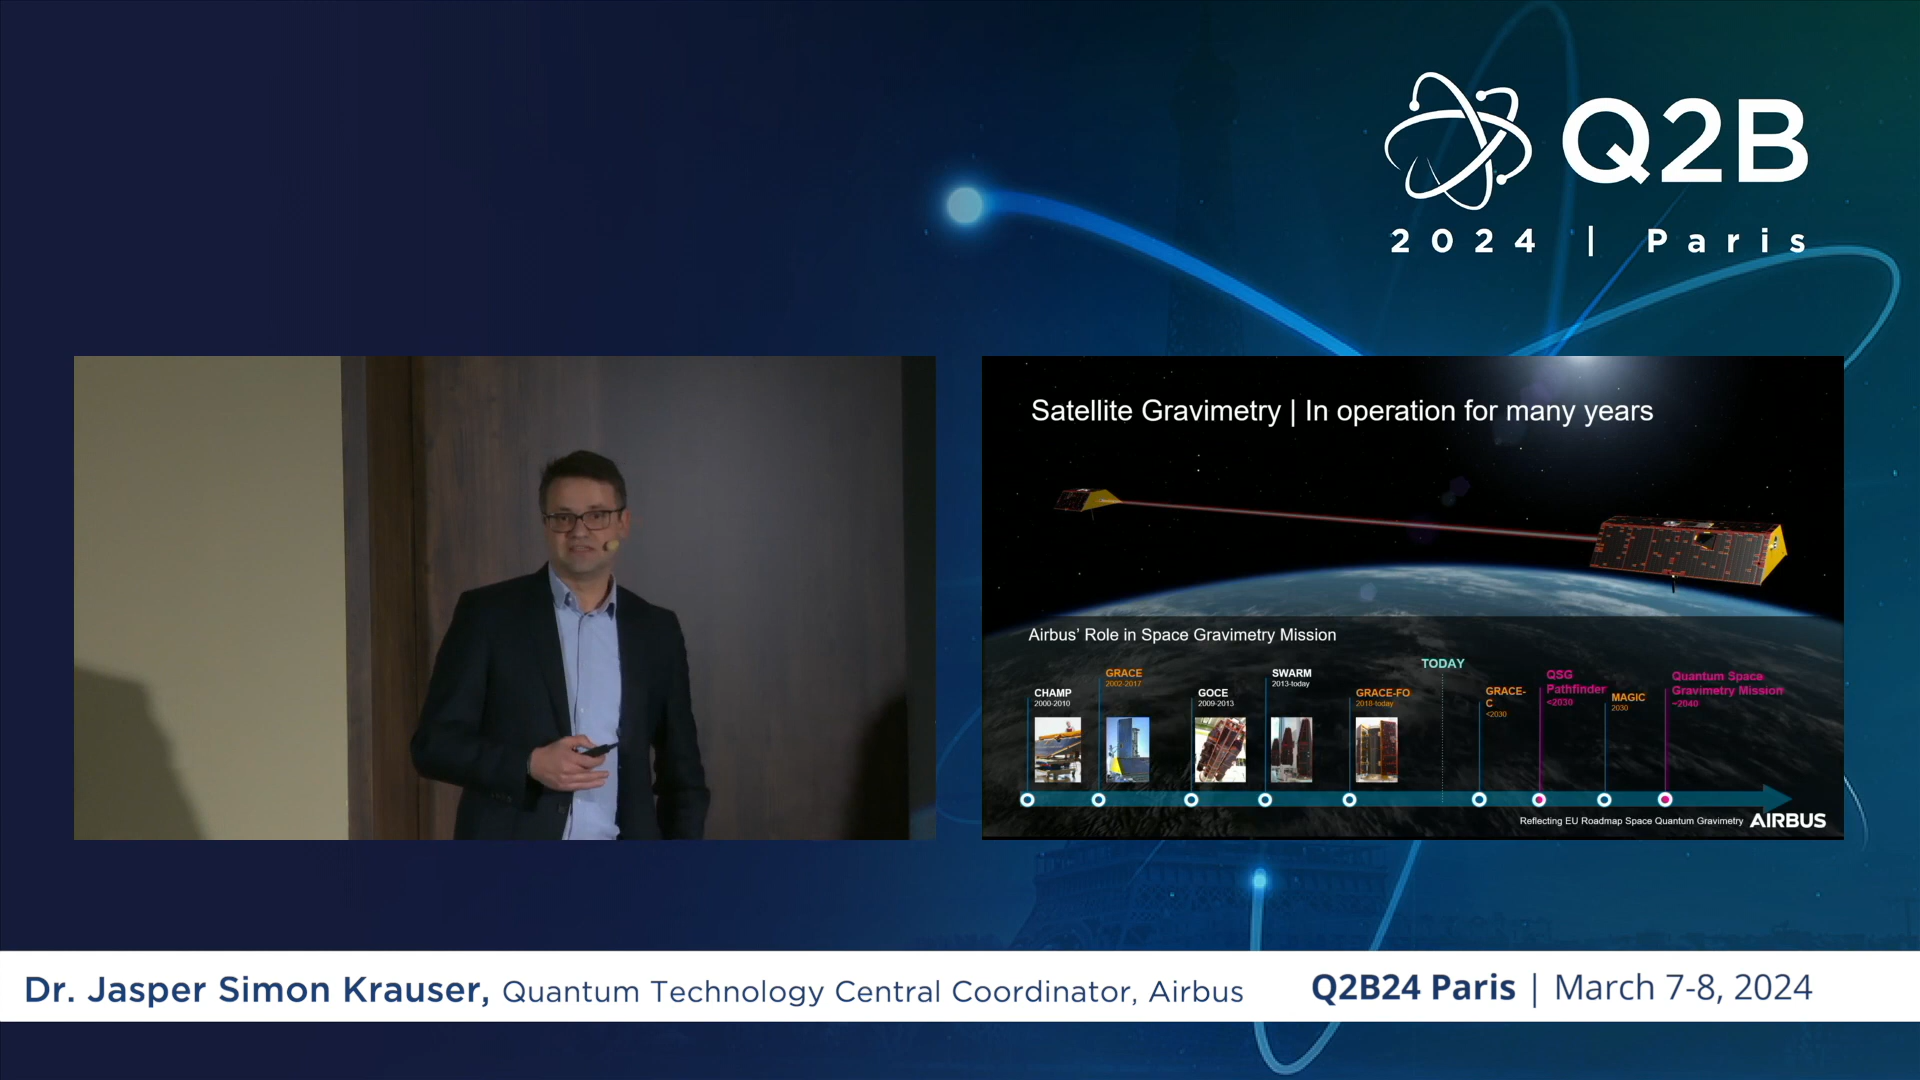 Q2B
2024 | Paris
Satellite Gravimetry | In operation for many years
Airbus' Role in Space Gravimetry Mission
TODAY
CHAMP
2000-2010
GRACE
2002-2017
GOCE
2009-2013
SWARM
2013-today
GRACE-FO
2018-today
GRACE-
C
<2030
QSG
Pathfinder
<2030
MAGIC
2030
Quantum Space
Gravimetry Mission
~2040
Reflecting EU Roadmap Space Quantum Gravimetry AIRBUS
Dr. Jasper Simon Krauser, Quantum Technology Central Coordinator, Airbus
Q2B24 Paris | March 7-8, 2024